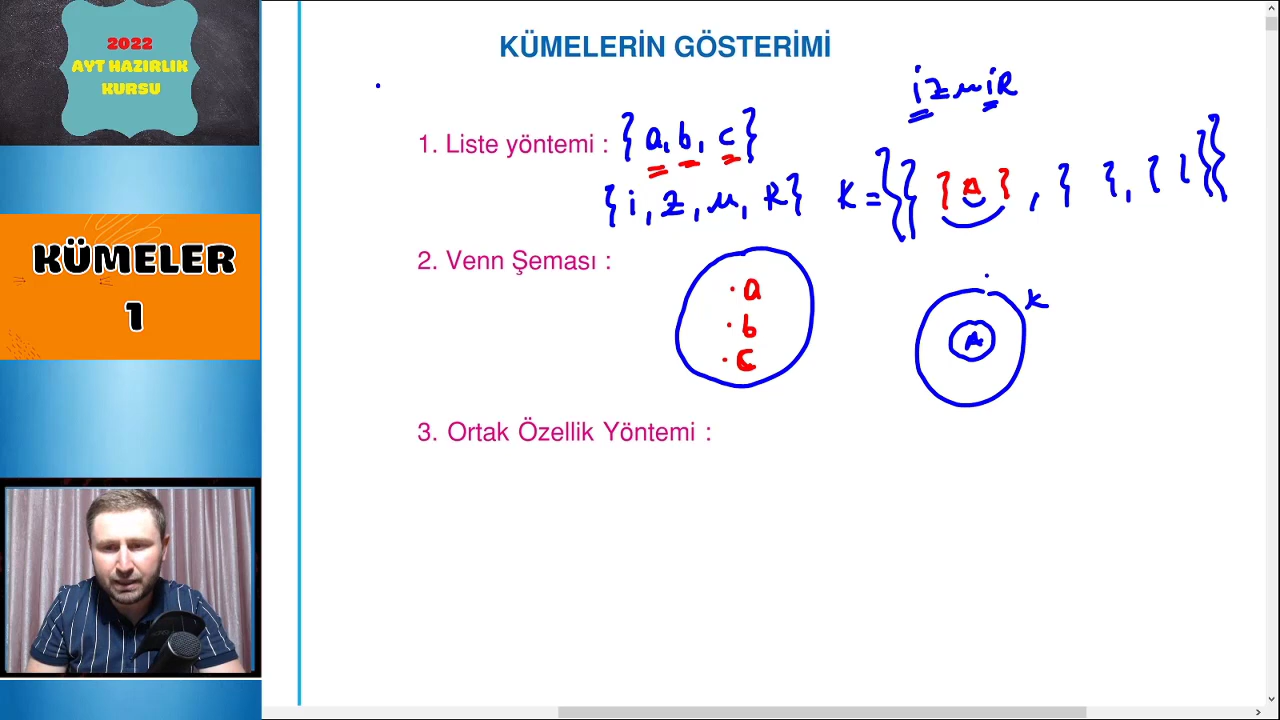 2022
AYT HAZIRLIK
KURSU
KÜMELER
1
KÜMELERİN GÖSTERİMİ
İZMİR
1. Liste yöntemi : {a, b, c}
{i, Z, M, R} K = {{ {A}, { }, { } }}
2. Venn Şeması :
a
b
c
K
A
3. Ortak Özellik Yöntemi :